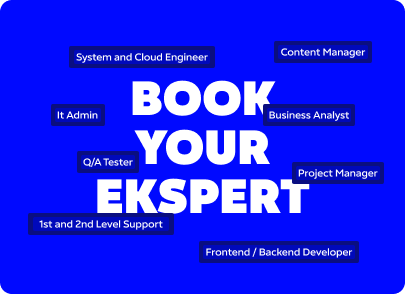 Content Manager
System and Cloud Engineer
BOOK
It Admin
Business Analyst
YOUR
Q/A Tester
Project Manager
EKSPERT
1st and 2nd Level Support
Frontend / Backend Developer